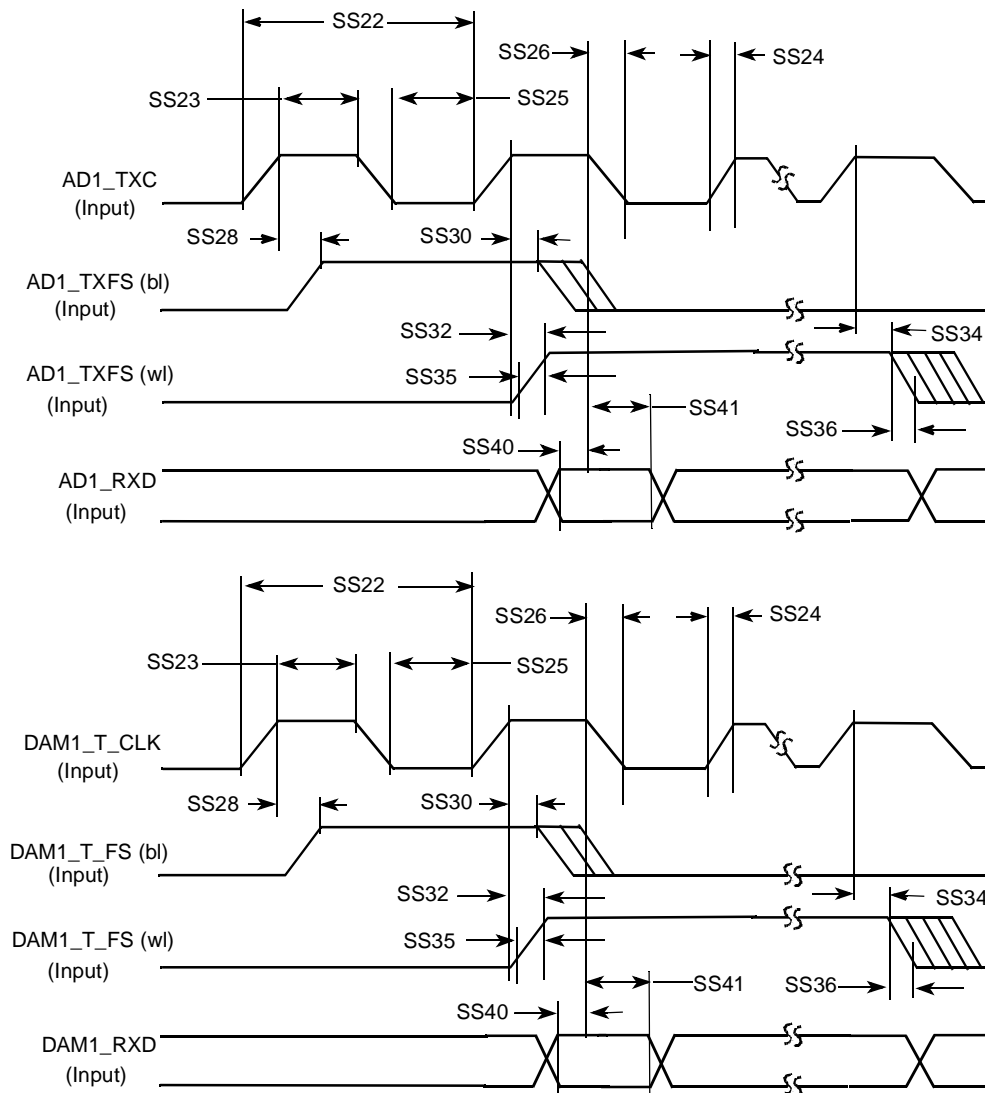 SS22
SS26
SS24
SS23
SS25
AD1_TXC
(Input)
SS28
SS30
AD1_TXFS (bl)
(Input)
SS32
SS34
SS35
AD1_TXFS (wl)
(Input)
SS41
SS36
SS40
AD1_RXD
(Input)
SS22
SS26
SS24
SS23
SS25
DAM1_T_CLK
(Input)
SS28
SS30
DAM1_T_FS (bl)
(Input)
SS32
SS34
SS35
DAM1_T_FS (wl)
(Input)
SS41
SS36
SS40
DAM1_RXD
(Input)